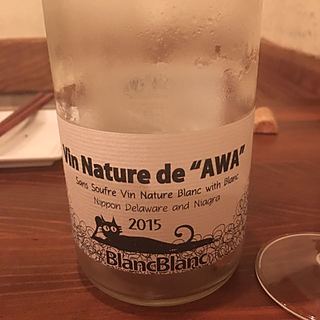 Vin Nature de "AWA"
Sans Soufre Vin Nature Blanc with Blanc
Nippon Delaware and Niagra
2015
BlancBlanc